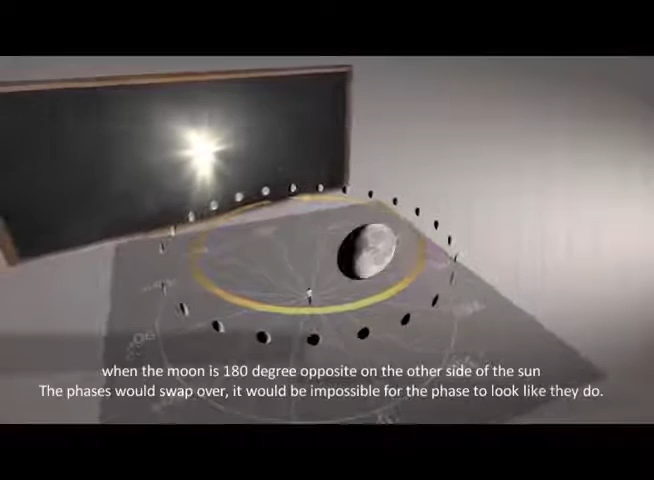 when the moon is 180 degree opposite on the other side of the sun
The phases would swap over, it would be impossible for the phase to look like they do.